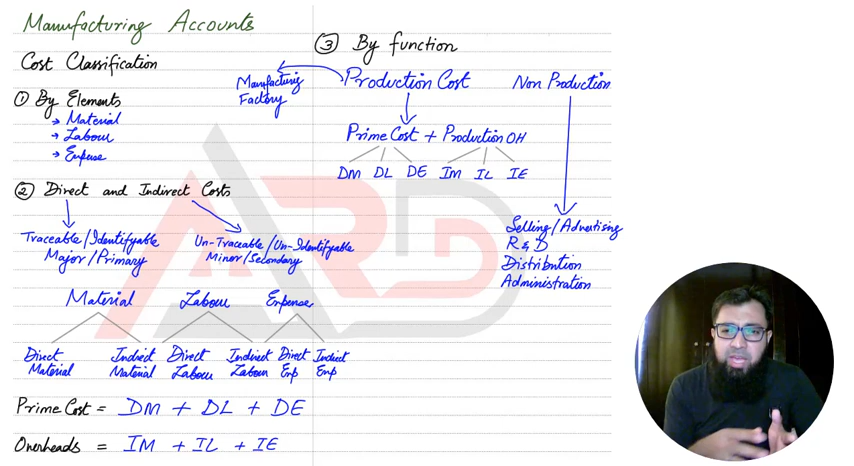 Manufacturing Accounts
Cost Classification
① By Elements
→ Material
→ Labour
→ Expense
② Direct and Indirect Costs
Traceable/Identifyable
Major/Primary
Un-Traceable/Un-Identifyable
Minor/Secondary
Material Labour Expense
Direct Material
Indirect Material
Direct Labour
Indirect Labour
Direct Exp
Indirect Exp
Prime Cost = DM + DL + DE
Overheads = IM + IL + IE
③ By function
Manufacturing
Factory
Production Cost
Non Production
Prime Cost + Production OH
DM DL DE IM IL IE
Selling/Advertising
R & D
Distribution
Administration
ARD